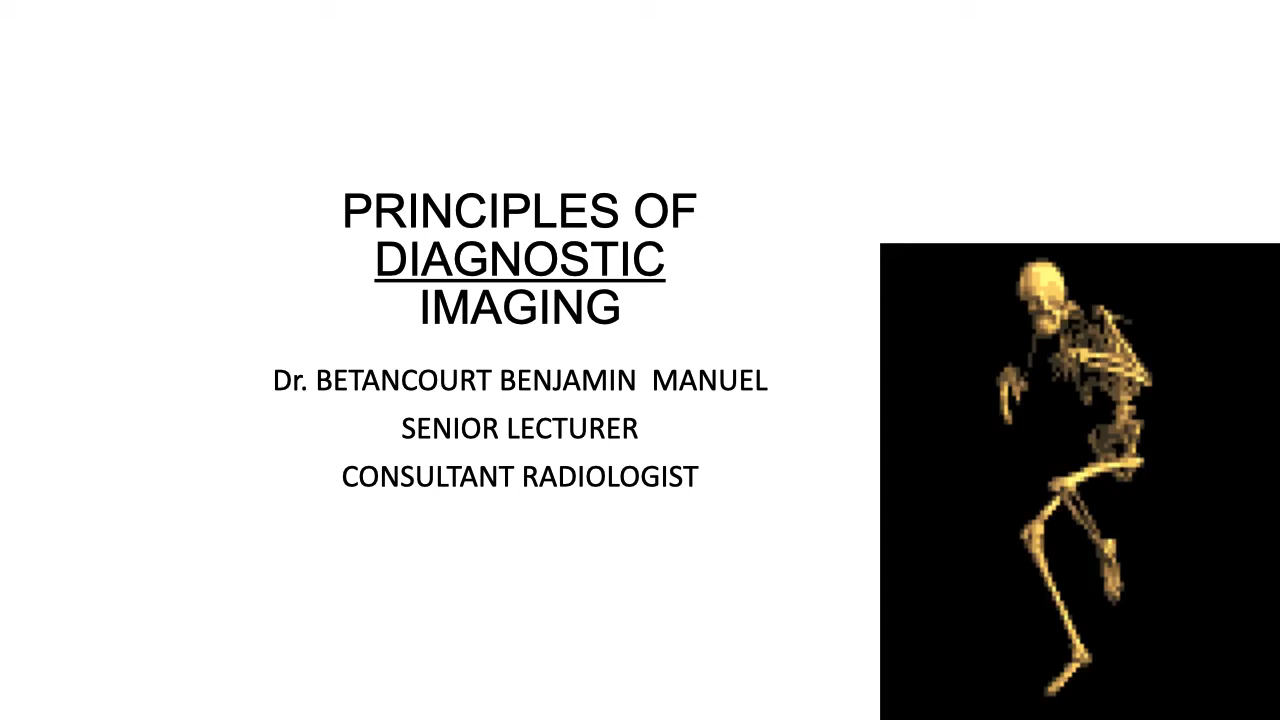 PRINCIPLES OF
DIAGNOSTIC
IMAGING
Dr. BETANCOURT BENJAMIN  MANUEL
SENIOR LECTURER
CONSULTANT RADIOLOGIST